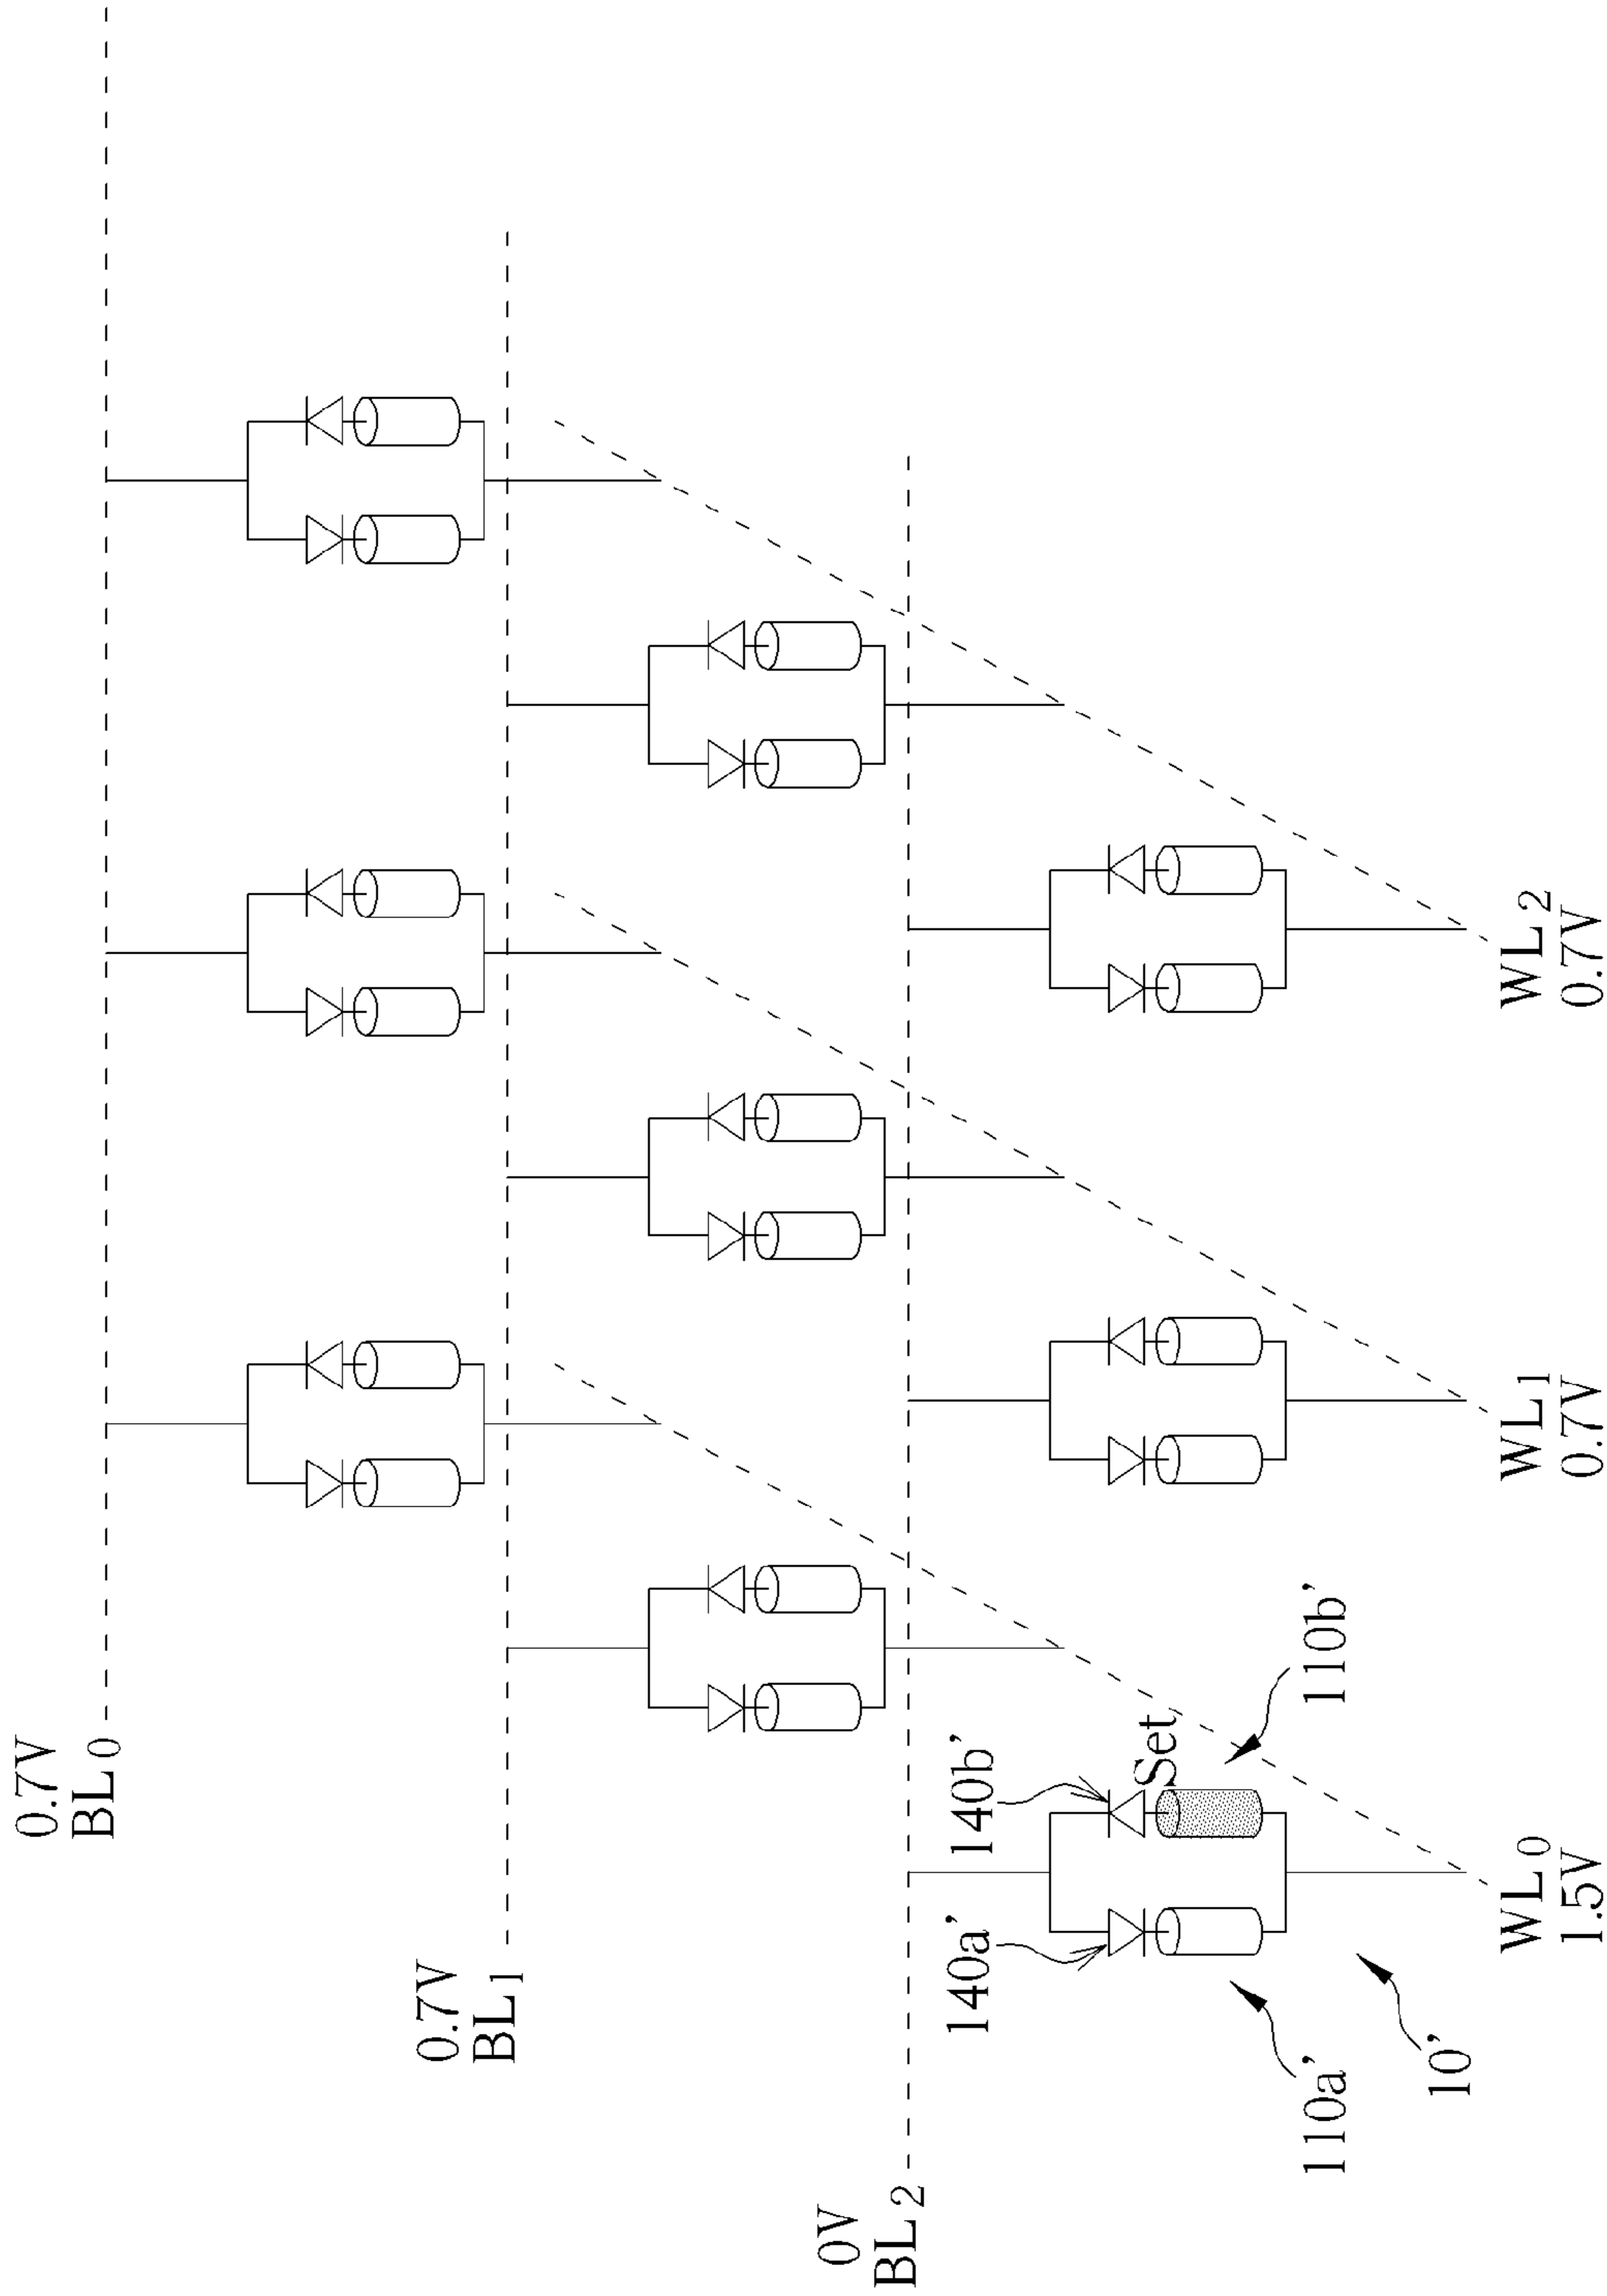 0.7V
BL0
0.7V
BL1
0V
BL2
140a’
140b’
Set
110a’
110b’
10’
WL0
1.5V
WL1
0.7V
WL2
0.7V